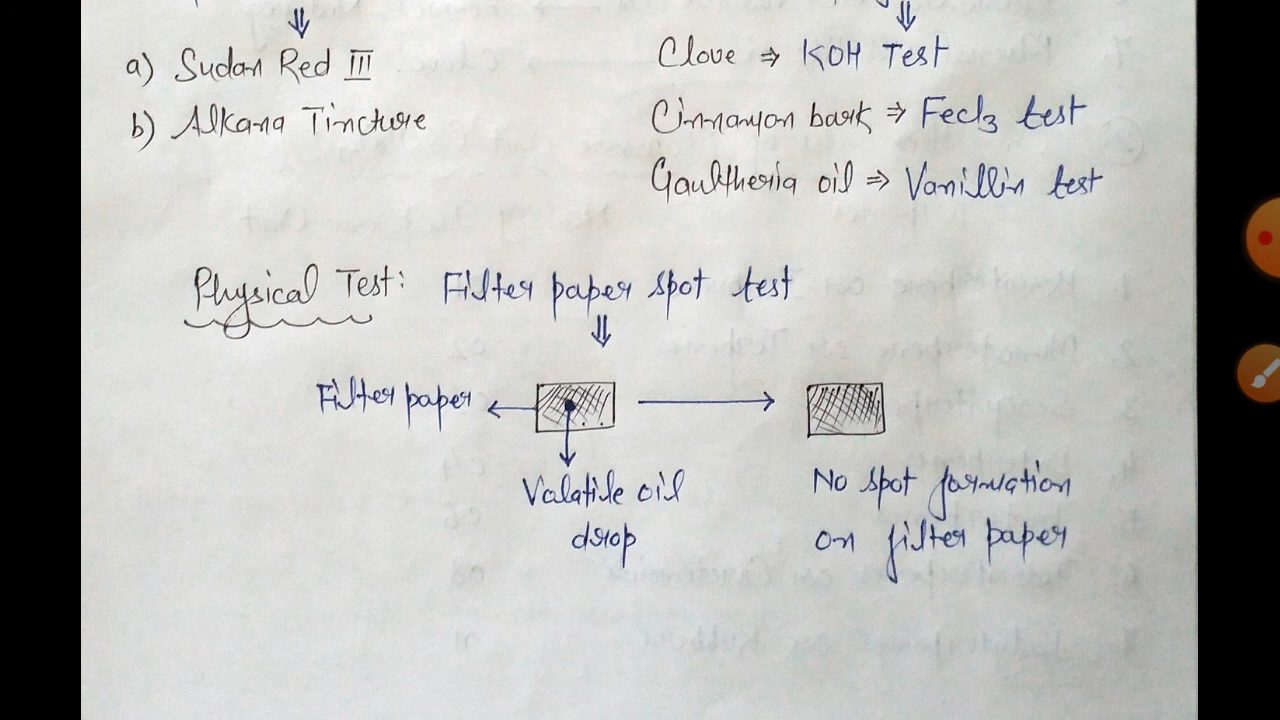 a) Sudan Red III
b) Alkana Tincture
Clove ⇒ KOH Test
Cinnamon bark ⇒ Fecl3 test
Gaultheria oil ⇒ Vanillin test
Physical Test: Filter paper spot test
Filter paper
Valatile oil
drop
No spot formation
on filter paper